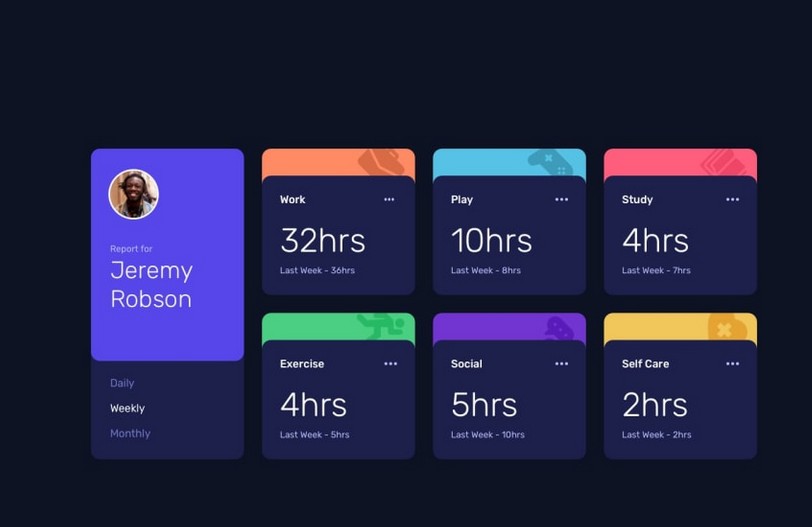 Report for
Jeremy
Robson
Daily
Weekly
Monthly
Work
32hrs
Last Week - 36hrs
Play
10hrs
Last Week - 8hrs
Study
4hrs
Last Week - 7hrs
Exercise
4hrs
Last Week - 5hrs
Social
5hrs
Last Week - 10hrs
Self Care
2hrs
Last Week - 2hrs